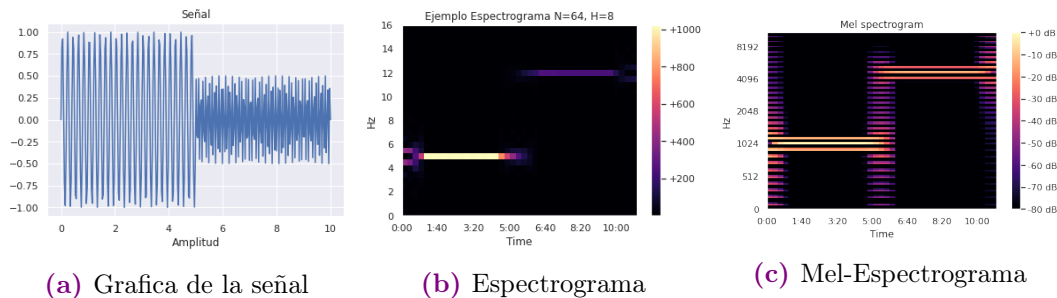 Señal
1.00
0.75
0.50
0.25
0.00
−0.25
−0.50
−0.75
−1.00
0 2 4 6 8 10
Amplitud
(a) Grafica de la señal
Ejemplo Espectrograma N=64, H=8
16
14
12
10
8
6
4
2
0
Hz
0:00 1:40 3:20 5:00 6:40 8:20 10:00
Time
+1000
+800
+600
+400
+200
(b) Espectrograma
Mel spectrogram
8192
4096
2048
1024
512
0
Hz
0:00 1:40 3:20 5:00 6:40 8:20 10:00
Time
+0 dB
-10 dB
-20 dB
-30 dB
-40 dB
-50 dB
-60 dB
-70 dB
-80 dB
(c) Mel-Espectrograma